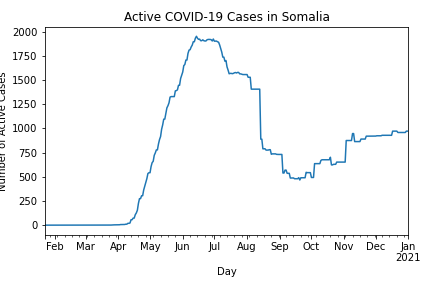 Active COVID-19 Cases in Somalia
Number of Active Cases
2000
1750
1500
1250
1000
750
500
250
0
Feb Mar Apr May Jun Jul Aug Sep Oct Nov Dec Jan
2021
Day